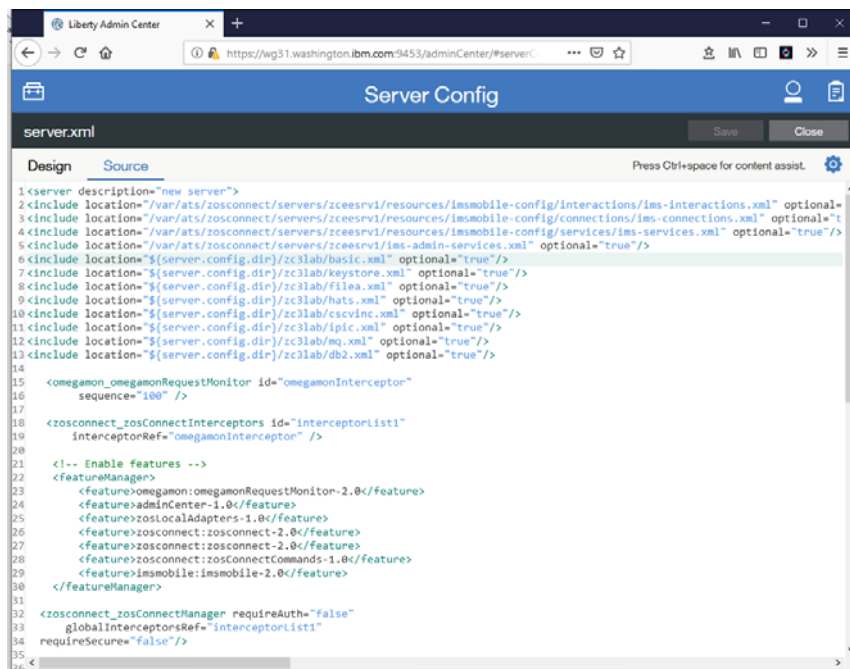 Liberty Admin Center
https://wg31.washington.ibm.com:9453/adminCenter/#serverC
Server Config
server.xml
Save
Close
Design
Source
Press Ctrl+space for content assist.
1 <server description="new server">
2 <include location="/var/ats/zosconnect/servers/zceesrv1/resources/imsmobile-config/interactions/ims-interactions.xml" optional=
3 <include location="/var/ats/zosconnect/servers/zceesrv1/resources/imsmobile-config/connections/ims-connections.xml" optional="t
4 <include location="/var/ats/zosconnect/servers/zceesrv1/resources/imsmobile-config/services/ims-services.xml" optional="true"/>
5 <include location="/var/ats/zosconnect/servers/zceesrv1/ims-admin-services.xml" optional="true"/>
6 <include location="${server.config.dir}/zc3lab/basic.xml" optional="true"/>
7 <include location="${server.config.dir}/zc3lab/keystore.xml" optional="true"/>
8 <include location="${server.config.dir}/zc3lab/filea.xml" optional="true"/>
9 <include location="${server.config.dir}/zc3lab/hats.xml" optional="true"/>
10 <include location="${server.config.dir}/zc3lab/cscvinc.xml" optional="true"/>
11 <include location="${server.config.dir}/zc3lab/ipic.xml" optional="true"/>
12 <include location="${server.config.dir}/zc3lab/mq.xml" optional="true"/>
13 <include location="${server.config.dir}/zc3lab/db2.xml" optional="true"/>
14
15 <omegamon_omegamonRequestMonitor id="omegamonInterceptor"
16 sequence="100" />
17
18 <zosconnect_zosConnectInterceptors id="interceptorList1"
19 interceptorRef="omegamonInterceptor" />
20
21 <!-- Enable features -->
22 <featureManager>
23 <feature>omegamon:omegamonRequestMonitor-2.0</feature>
24 <feature>adminCenter-1.0</feature>
25 <feature>zosLocalAdapters-1.0</feature>
26 <feature>zosconnect:zosconnect-2.0</feature>
27 <feature>zosconnect:zosconnect-2.0</feature>
28 <feature>zosconnect:zosConnectCommands-1.0</feature>
29 <feature>imsmobile:imsmobile-2.0</feature>
30 </featureManager>
31
32 <zosconnect_zosConnectManager requireAuth="false"
33 globalInterceptorsRef="interceptorList1"
34 requireSecure="false"/>
35
36